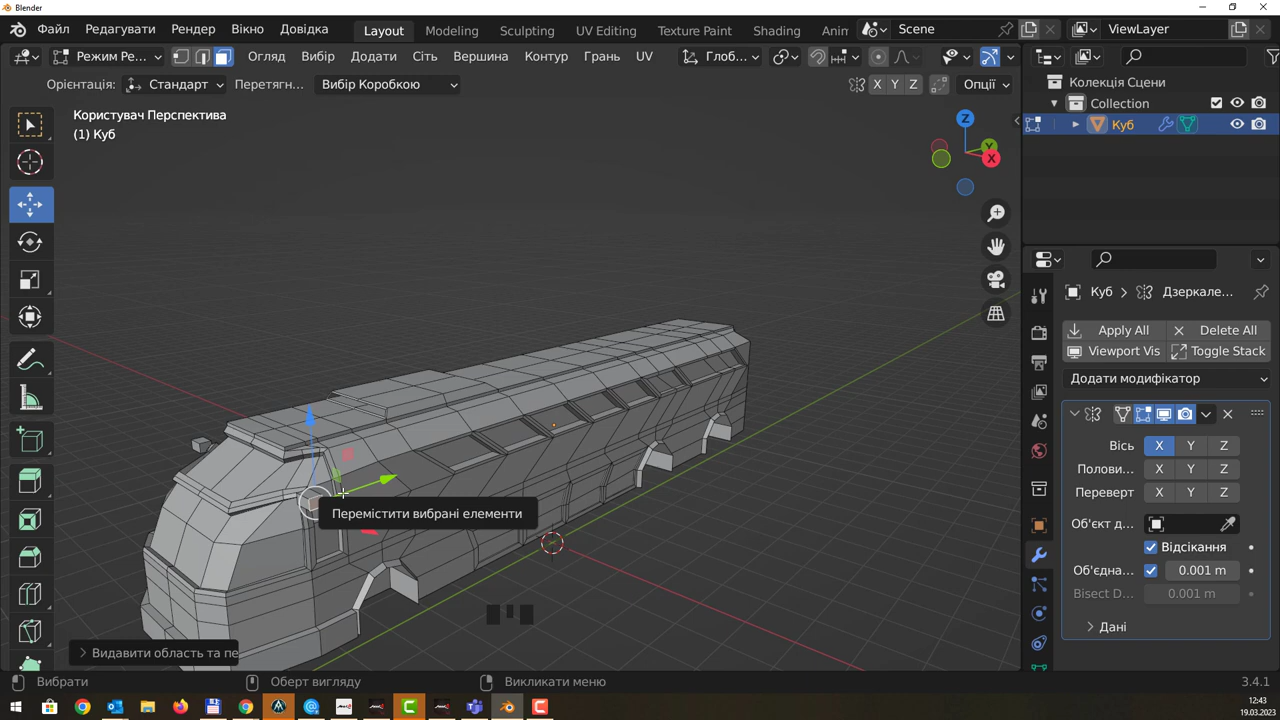 Blender
Файл Редагувати Рендер Вікно Довідка Layout Modeling Sculpting UV Editing Texture Paint Shading Anin Scene ViewLayer
Режим Ре... Огляд Вибір Додати Сіть Вершина Контур Грань UV Глоб...
Орієнтація: Стандарт Перетягн... Вибір Коробкою X Y Z Опції
Колекція Сцени
Collection
Куб
Користувач Перспектива
(1) Куб
Z
Y
X
Куб Дзеркале...
Apply All Delete All
Viewport Vis Toggle Stack
Додати модифікатор
Вісь X Y Z
Полови... X Y Z
Переверт X Y Z
Об'єкт д...
Відсікання
Об'єдна... 0.001 m
Bisect D... 0.001 m
Дані
Перемістити вибрані елементи
Видавити область та пе
Вибрати Оберт вигляду Викликати меню 3.4.1
12:43
19.03.2023